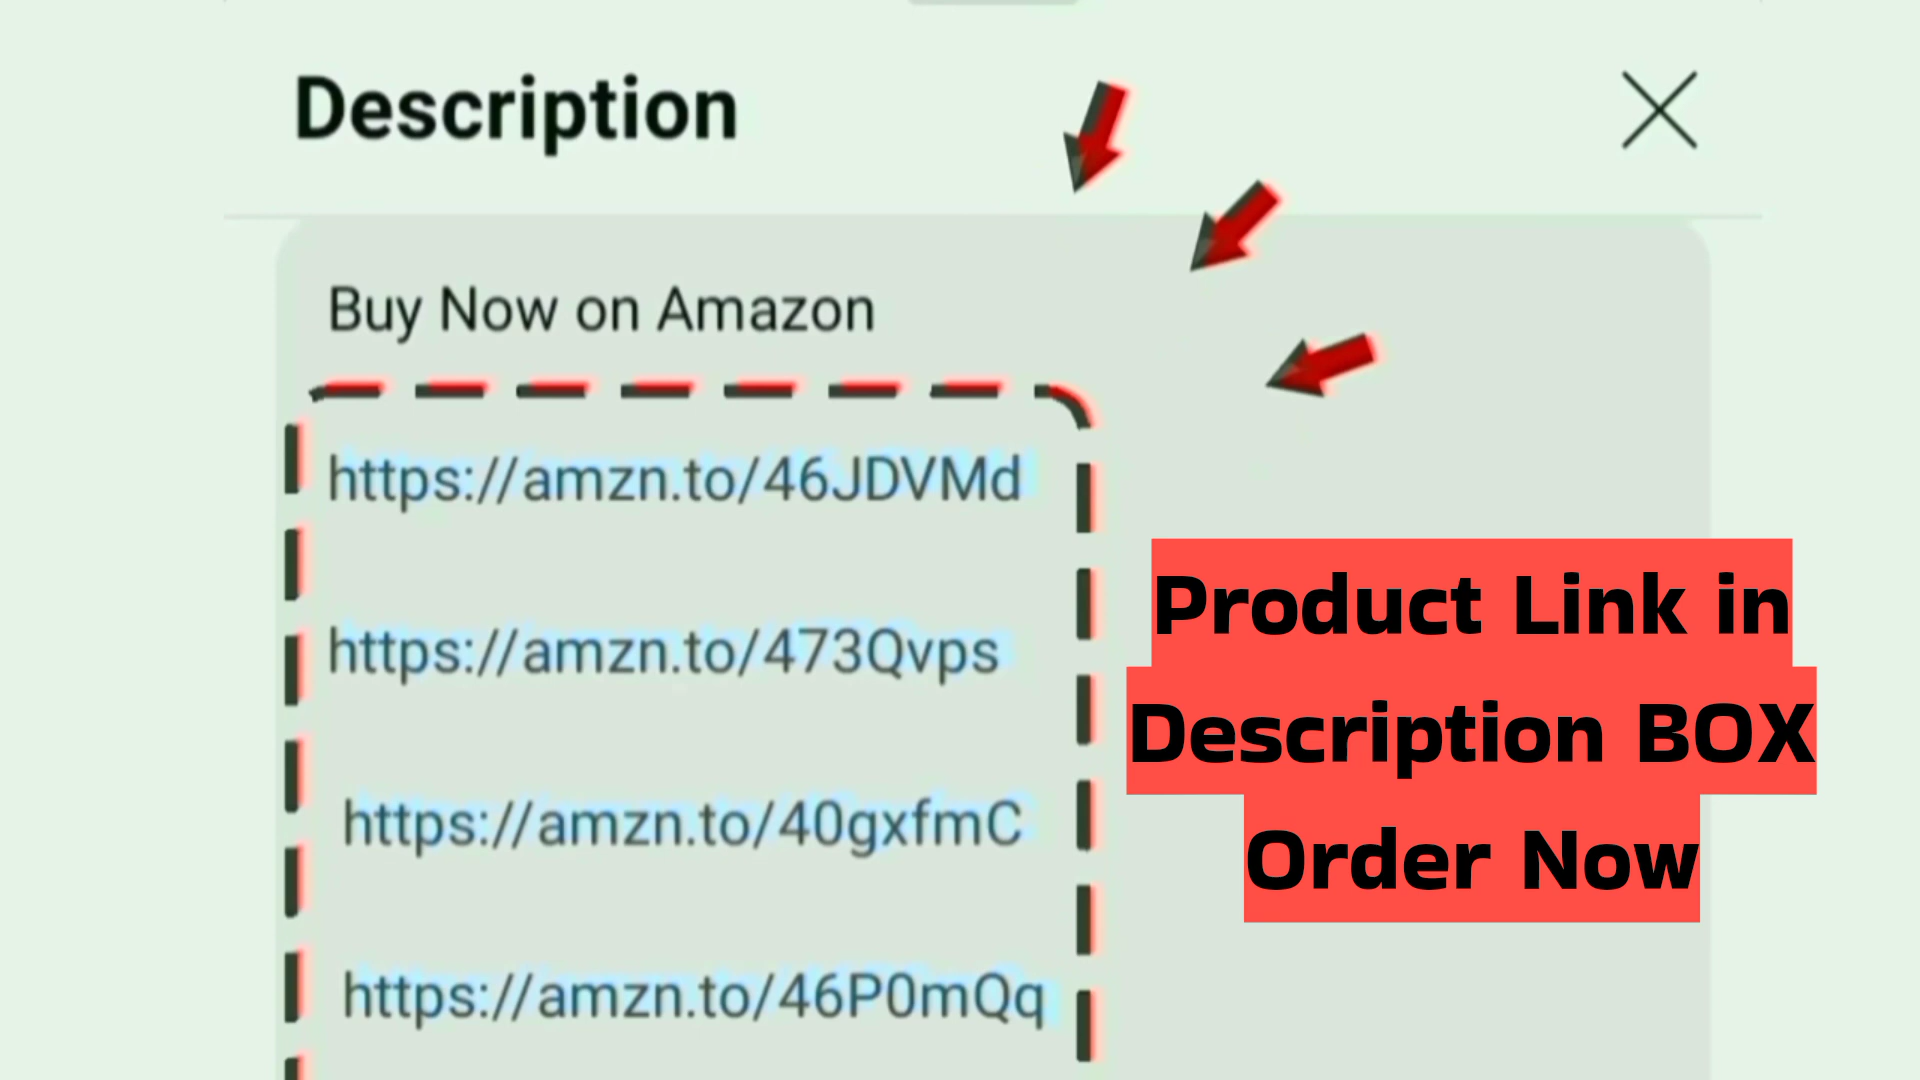 Description
Buy Now on Amazon
https://amzn.to/46JDVMd
https://amzn.to/473Qvps
https://amzn.to/40gxfmC
https://amzn.to/46P0mQq
Product Link in
Description BOX
Order Now